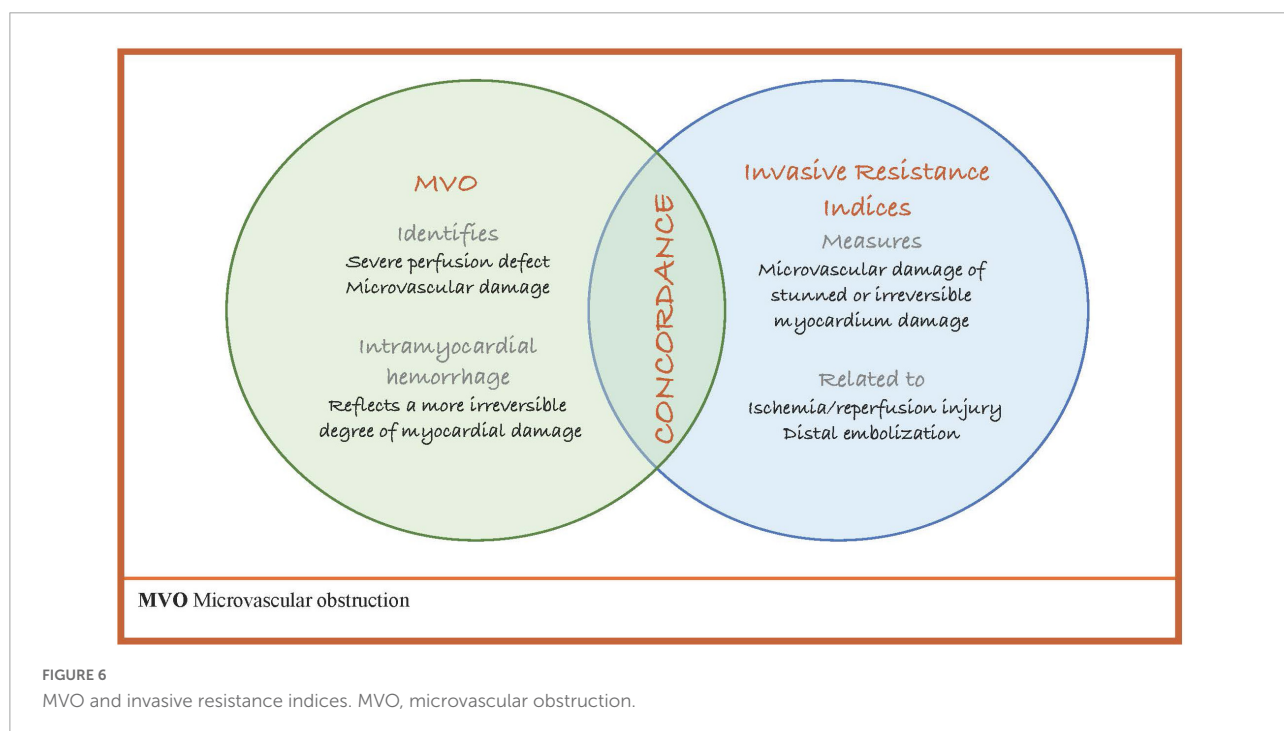 MVO
Identifies
Severe perfusion defect
Microvascular damage
Intramyocardial
hemorrhage
Reflects a more irreversible
degree of myocardial damage
CONCORDANCE
Invasive Resistance
Indices
Measures
Microvascular damage of
stunned or irreversible
myocardium damage
Related to
Ischemia/reperfusion injury
Distal embolization
MVO Microvascular obstruction
FIGURE 6
MVO and invasive resistance indices. MVO, microvascular obstruction.